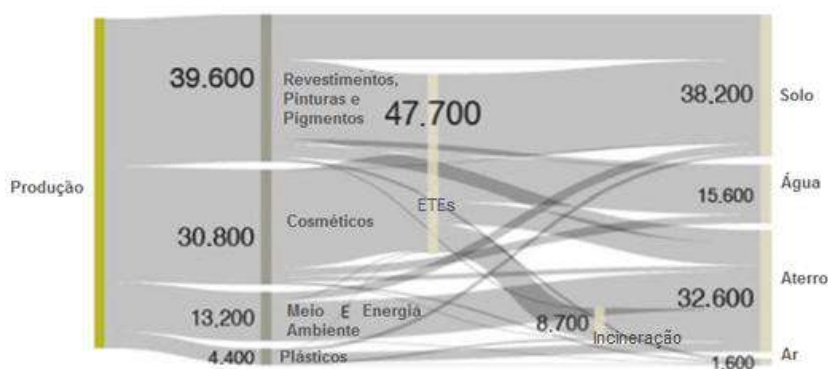 Produção
39.600
30.800
13.200
4.400
Revestimentos,
Pinturas e
Pigmentos
Cosméticos
Meio E Energia
Ambiente
Plásticos
47.700
ETEs
8.700
Incineração
38.200
15.600
32.600
1.600
Solo
Água
Aterro
Ar